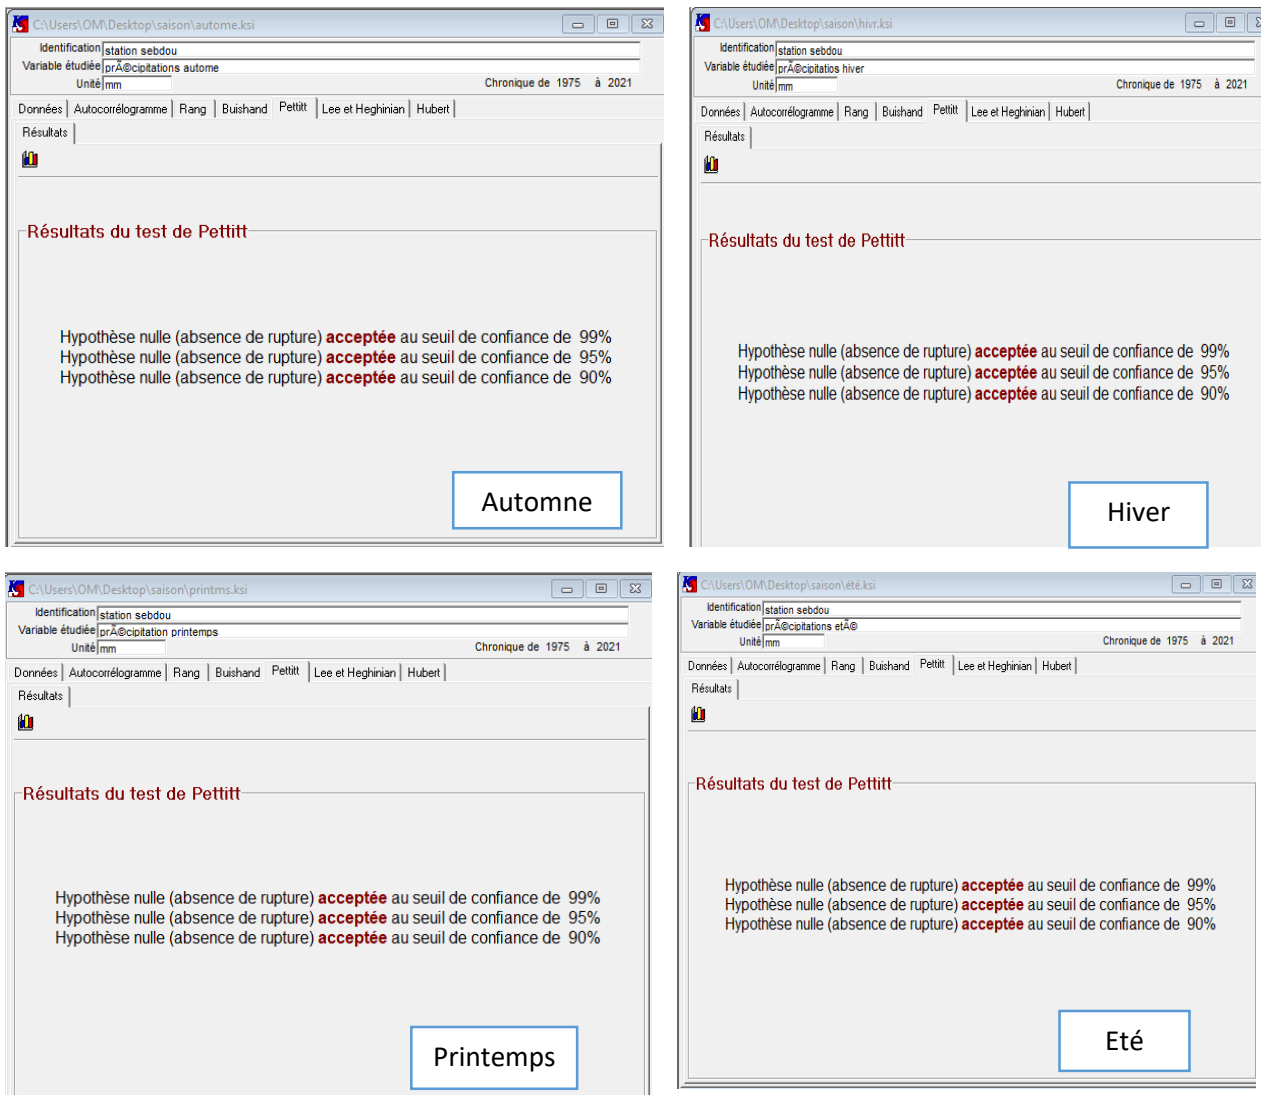 C:\Users\OM\Desktop\saison\autome.ksi
Identification station sebdou
Variable étudiée prÃ©cipitations autome
Unité mm Chronique de 1975 à 2021
Données Autocorrélogramme Rang Buishand Pettitt Lee et Heghinian Hubert
Résultats
Résultats du test de Pettitt
Hypothèse nulle (absence de rupture) acceptée au seuil de confiance de 99%
Hypothèse nulle (absence de rupture) acceptée au seuil de confiance de 95%
Hypothèse nulle (absence de rupture) acceptée au seuil de confiance de 90%
Automne
C:\Users\OM\Desktop\saison\hivr.ksi
Identification station sebdou
Variable étudiée prÃ©cipitatios hiver
Unité mm Chronique de 1975 à 2021
Données Autocorrélogramme Rang Buishand Pettitt Lee et Heghinian Hubert
Résultats
Résultats du test de Pettitt
Hypothèse nulle (absence de rupture) acceptée au seuil de confiance de 99%
Hypothèse nulle (absence de rupture) acceptée au seuil de confiance de 95%
Hypothèse nulle (absence de rupture) acceptée au seuil de confiance de 90%
Hiver
C:\Users\OM\Desktop\saison\printms.ksi
Identification station sebdou
Variable étudiée prÃ©cipitation printemps
Unité mm Chronique de 1975 à 2021
Données Autocorrélogramme Rang Buishand Pettitt Lee et Heghinian Hubert
Résultats
Résultats du test de Pettitt
Hypothèse nulle (absence de rupture) acceptée au seuil de confiance de 99%
Hypothèse nulle (absence de rupture) acceptée au seuil de confiance de 95%
Hypothèse nulle (absence de rupture) acceptée au seuil de confiance de 90%
Printemps
C:\Users\OM\Desktop\saison\été.ksi
Identification station sebdou
Variable étudiée prÃ©cipitations etÃ©
Unité mm Chronique de 1975 à 2021
Données Autocorrélogramme Rang Buishand Pettitt Lee et Heghinian Hubert
Résultats
Résultats du test de Pettitt
Hypothèse nulle (absence de rupture) acceptée au seuil de confiance de 99%
Hypothèse nulle (absence de rupture) acceptée au seuil de confiance de 95%
Hypothèse nulle (absence de rupture) acceptée au seuil de confiance de 90%
Eté